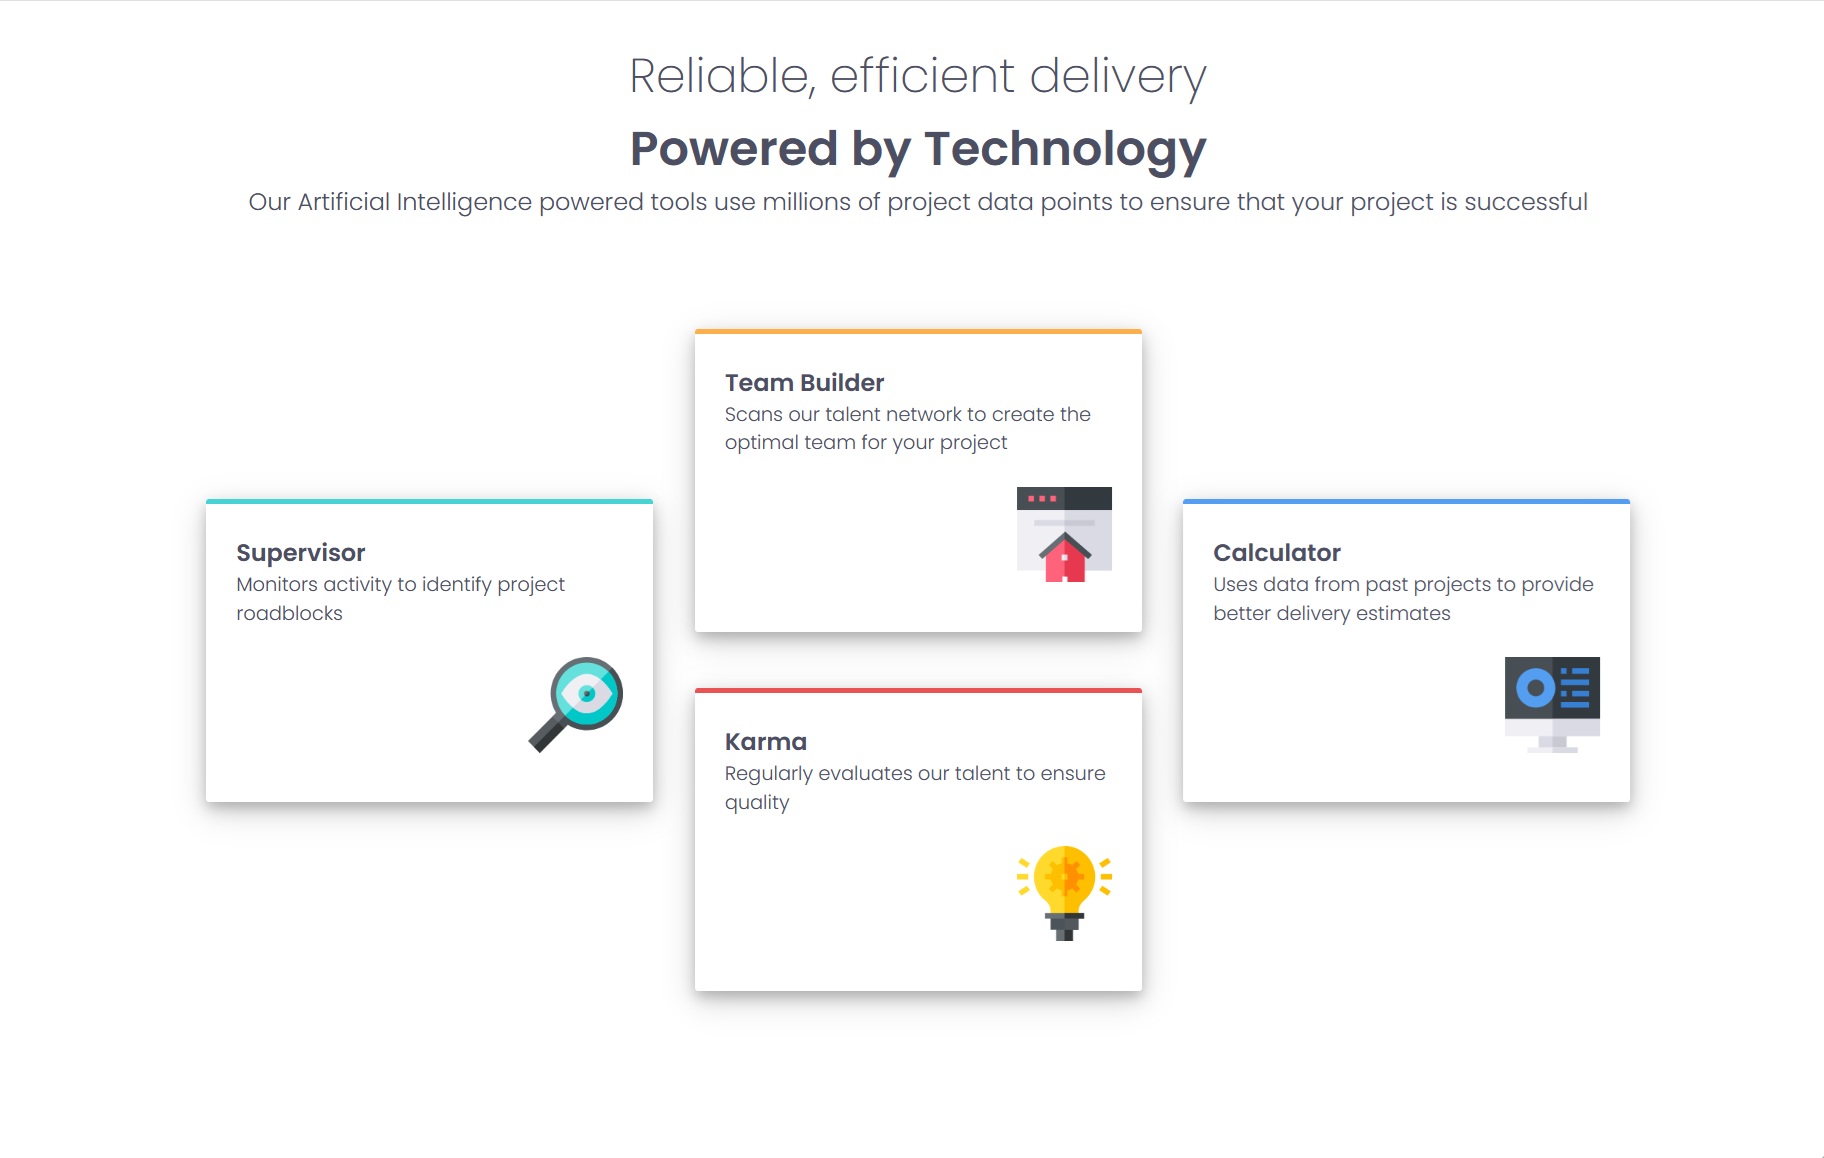 Reliable, efficient delivery
Powered by Technology
Our Artificial Intelligence powered tools use millions of project data points to ensure that your project is successful
Team Builder
Scans our talent network to create the
optimal team for your project
Supervisor
Monitors activity to identify project
roadblocks
Calculator
Uses data from past projects to provide
better delivery estimates
Karma
Regularly evaluates our talent to ensure
quality